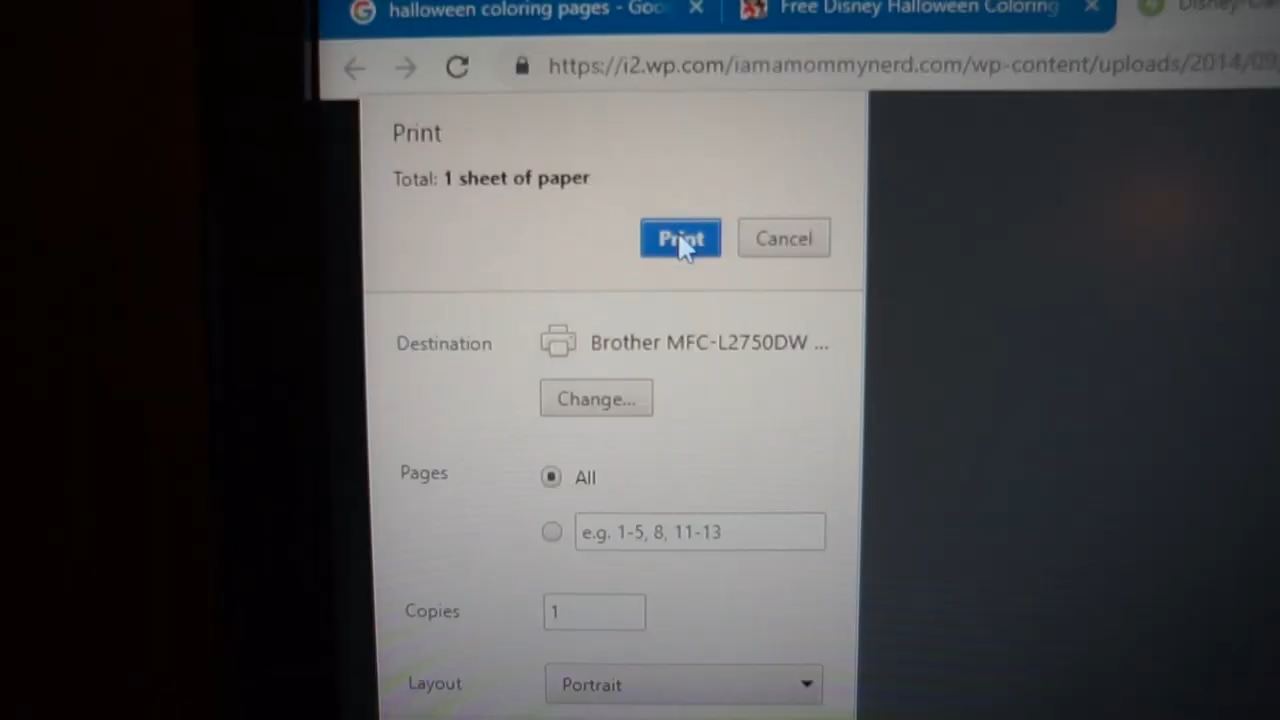 halloween coloring pages - Goo
Free Disney Halloween Coloring
Disney-
https://i2.wp.com/iamamommynerd.com/wp-content/uploads/2014/09
Print
Total: 1 sheet of paper
Print
Cancel
Destination
Brother MFC-L2750DW ...
Change...
Pages
All
e.g. 1-5, 8, 11-13
Copies
1
Layout
Portrait